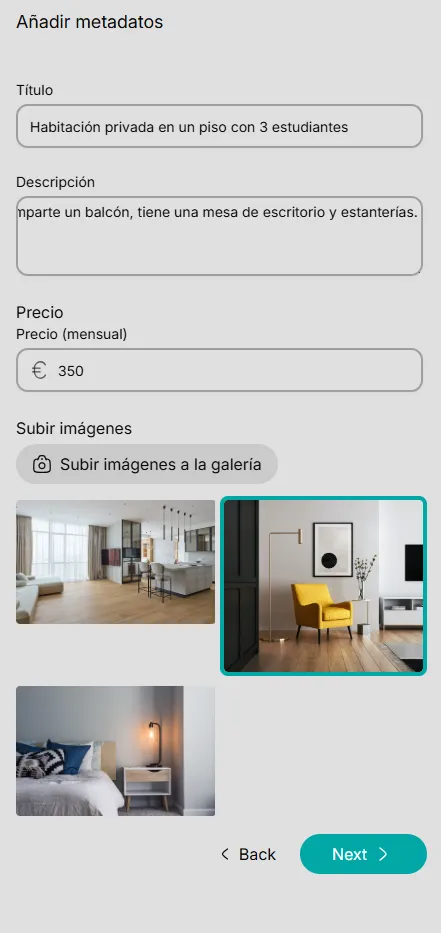 Añadir metadatos
Título
Habitación privada en un piso con 3 estudiantes
Descripción
un balcón, tiene una mesa de escritorio y estanterías.
Precio
Precio (mensual)
€ 350
Subir imágenes
Subir imágenes a la galería
Back
Next